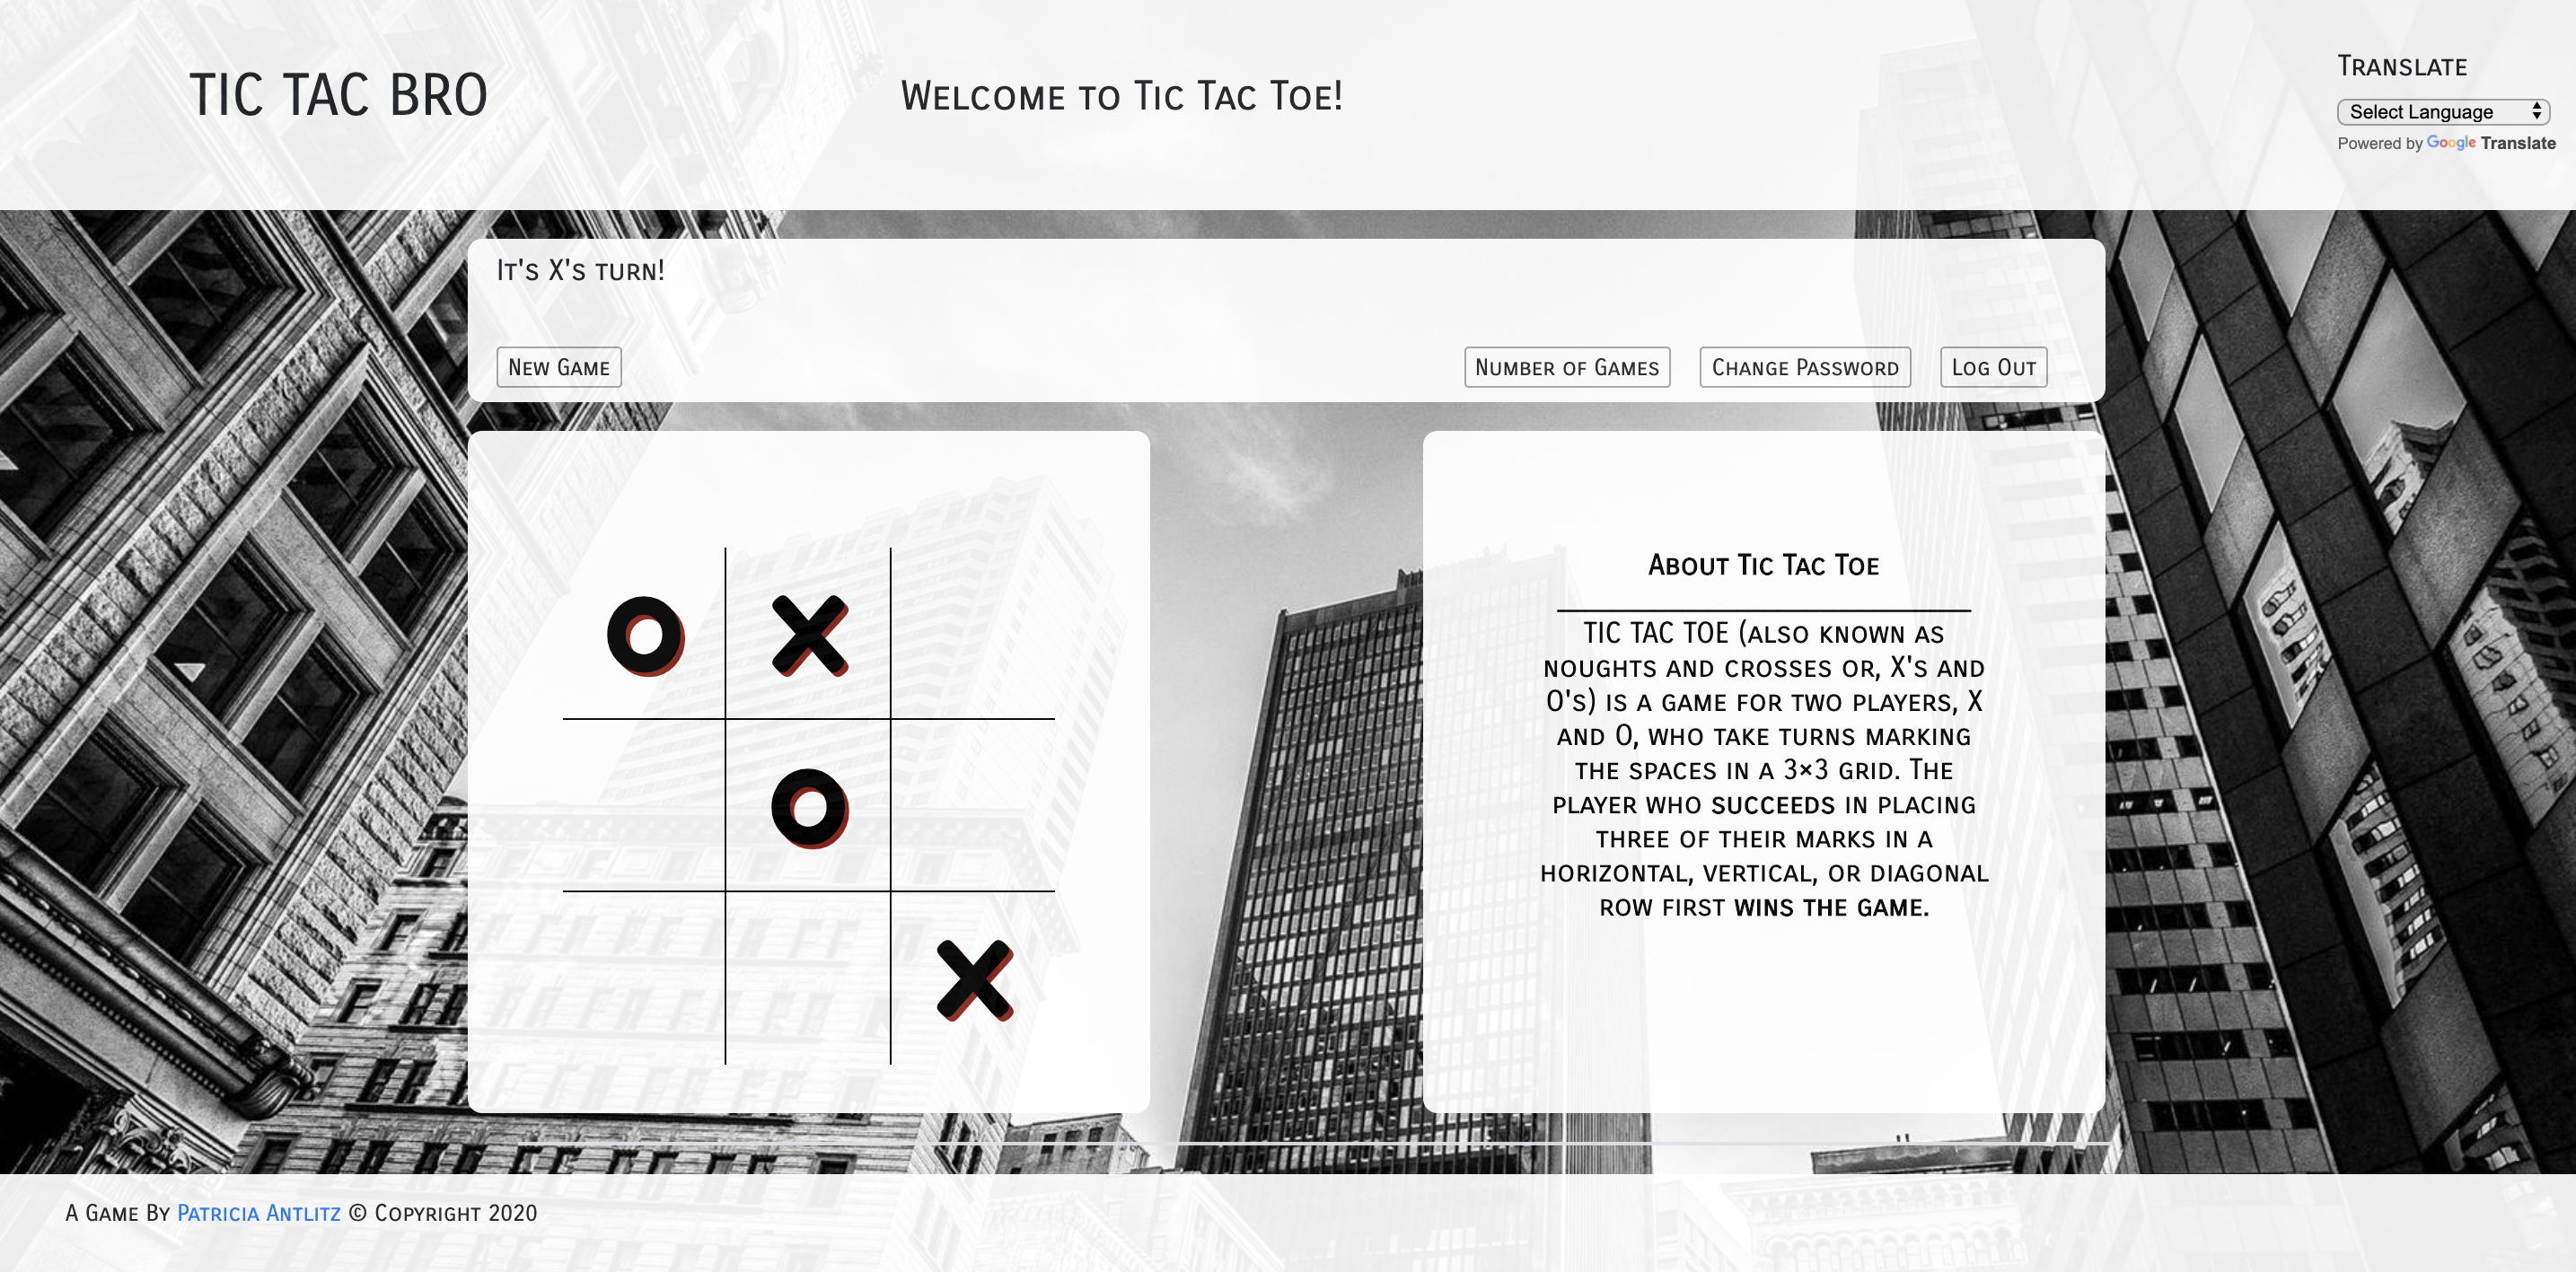 TIC TAC BRO
Welcome to Tic Tac Toe!
Translate
Select Language
Powered by Google Translate
It's X's turn!
New Game
Number of Games
Change Password
Log Out
O X
O
X
About Tic Tac Toe
TIC TAC TOE (also known as
noughts and crosses or, X's and
O's) is a game for two players, X
and O, who take turns marking
the spaces in a 3×3 grid. The
player who succeeds in placing
three of their marks in a
horizontal, vertical, or diagonal
row first wins the game.
A Game By Patricia Antlitz © Copyright 2020